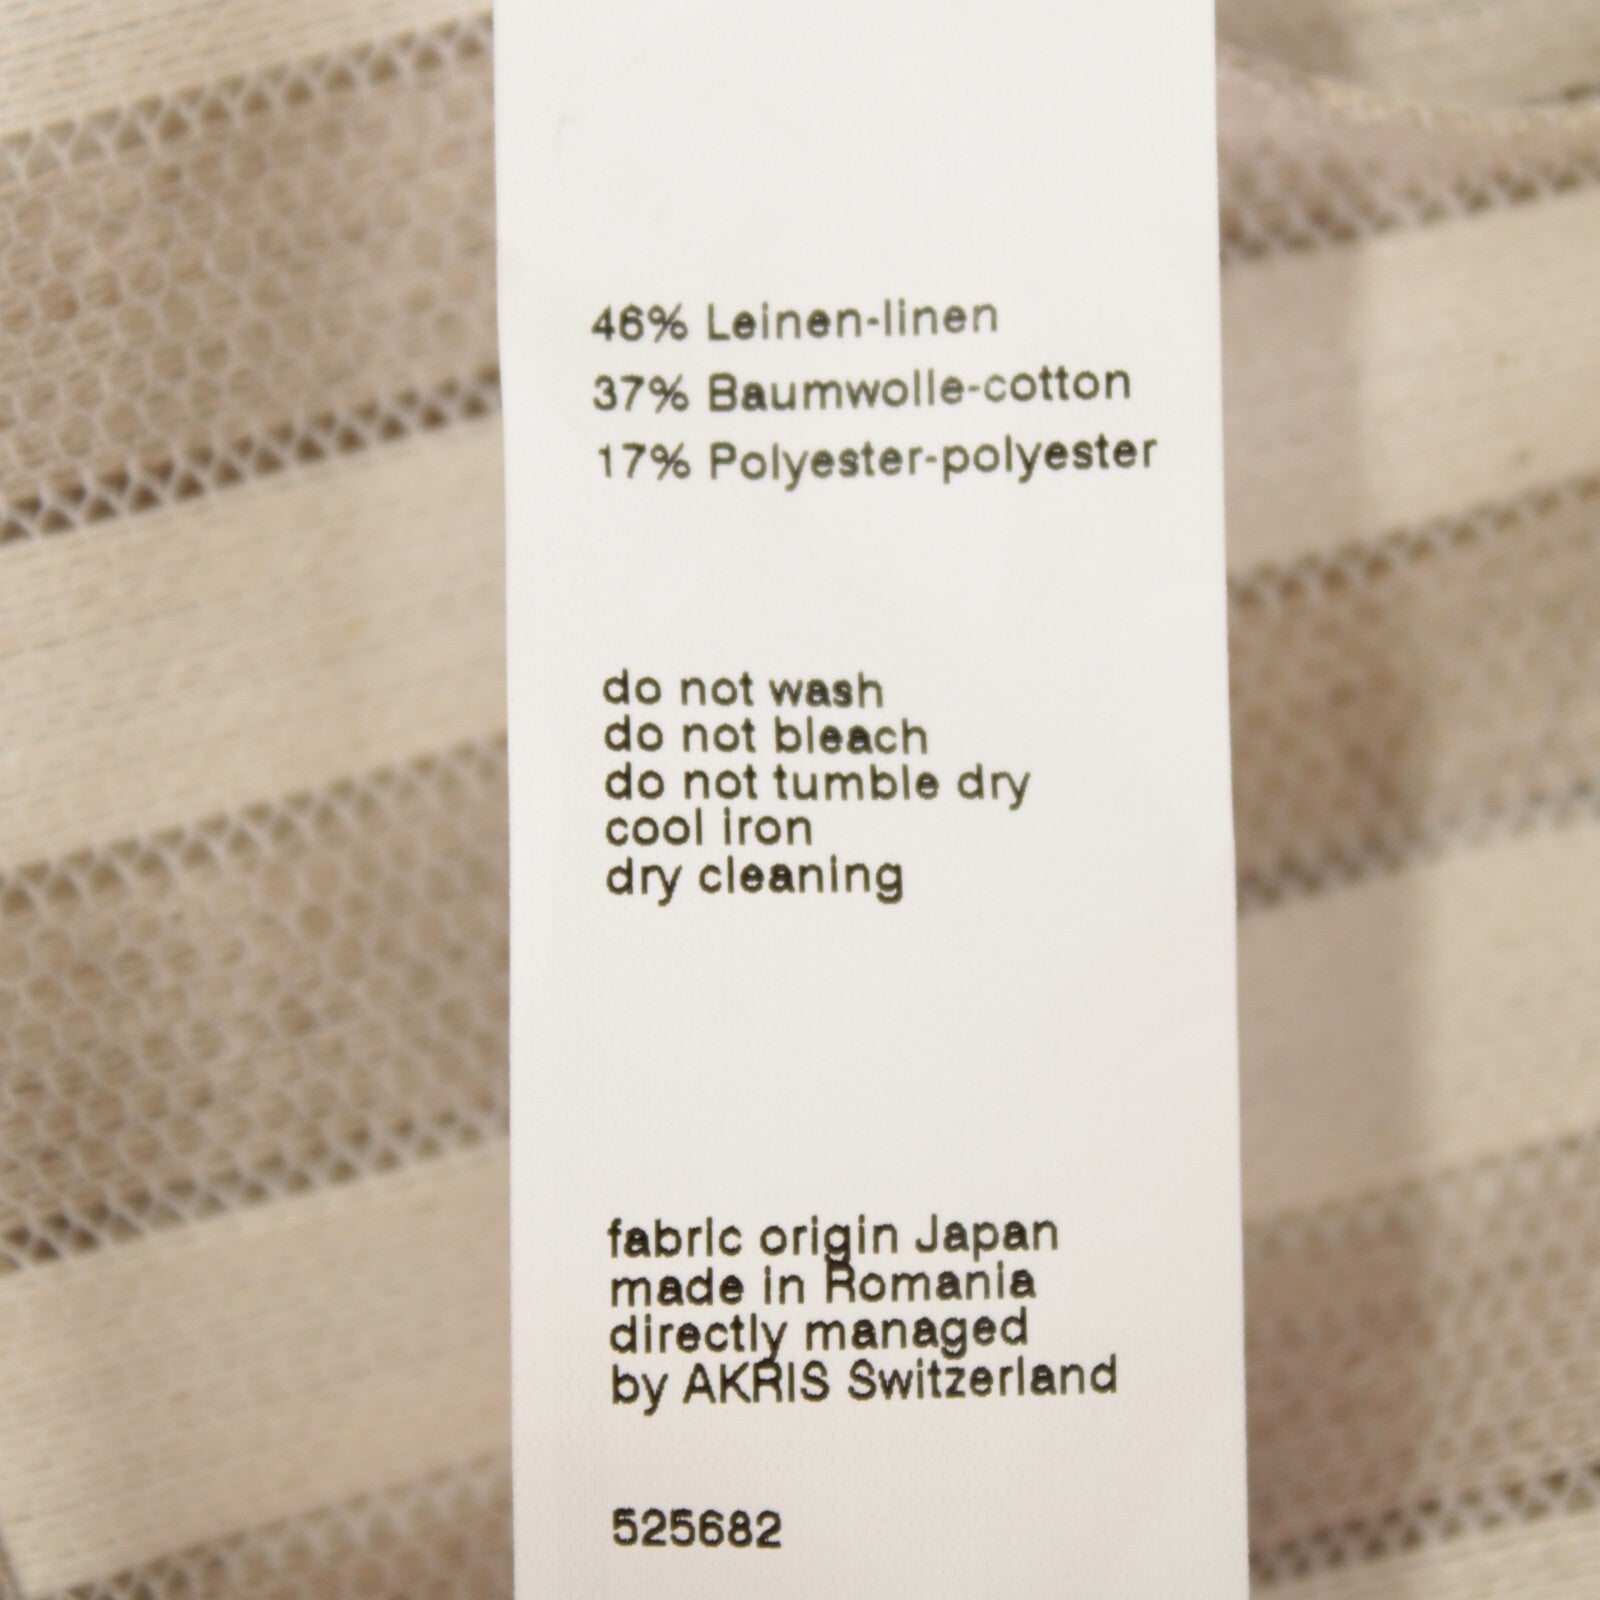 46% Leinen-linen
37% Baumwolle-cotton
17% Polyester-polyester
do not wash
do not bleach
do not tumble dry
cool iron
dry cleaning
fabric origin Japan
made in Romania
directly managed
by AKRIS Switzerland
525682